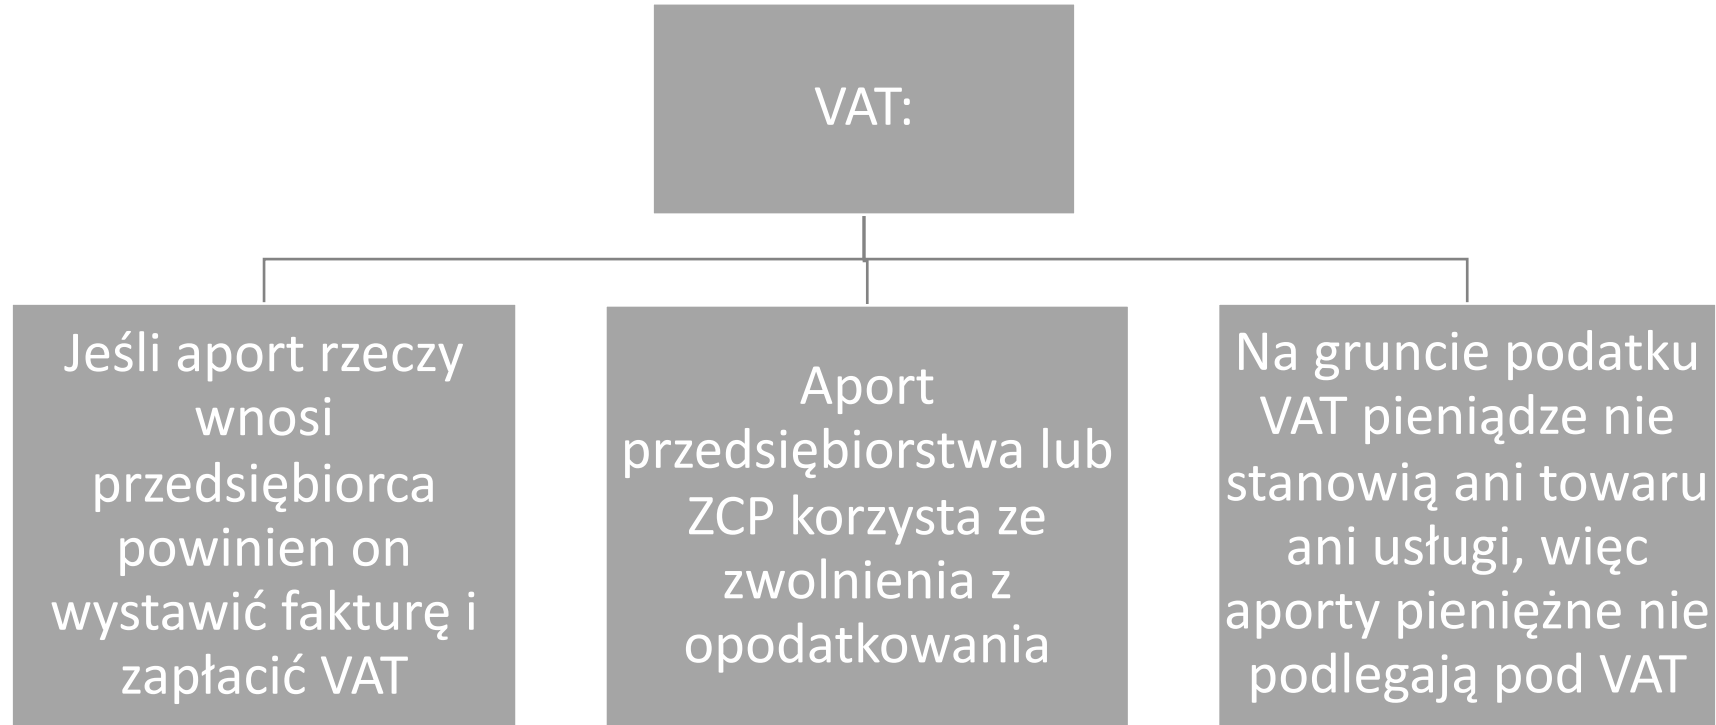 VAT:
Jeśli aport rzeczy
wnosi
przedsiębiorca
powinien on
wystawić fakturę i
zapłacić VAT
Aport
przedsiębiorstwa lub
ZCP korzysta ze
zwolnienia z
opodatkowania
Na gruncie podatku
VAT pieniądze nie
stanowią ani towaru
ani usługi, więc
aporty pieniężne nie
podlegają pod VAT